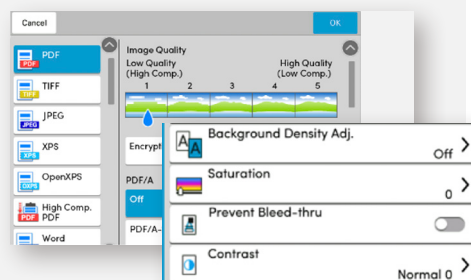 Cancel
OK
PDF
PDF
TIFF
TIFF
JPEG
JPEG
XPS
XPS
OpenXPS
OXPS
High Comp.
PDF
PDF
Word
Image Quality
Low Quality
(High Comp.)
High Quality
(Low Comp.)
1 2 3 4 5
Encrypt
PDF/A
Off
PDF/A-
Background Density Adj.
Off
Saturation
0
Prevent Bleed-thru
Contrast
Normal 0